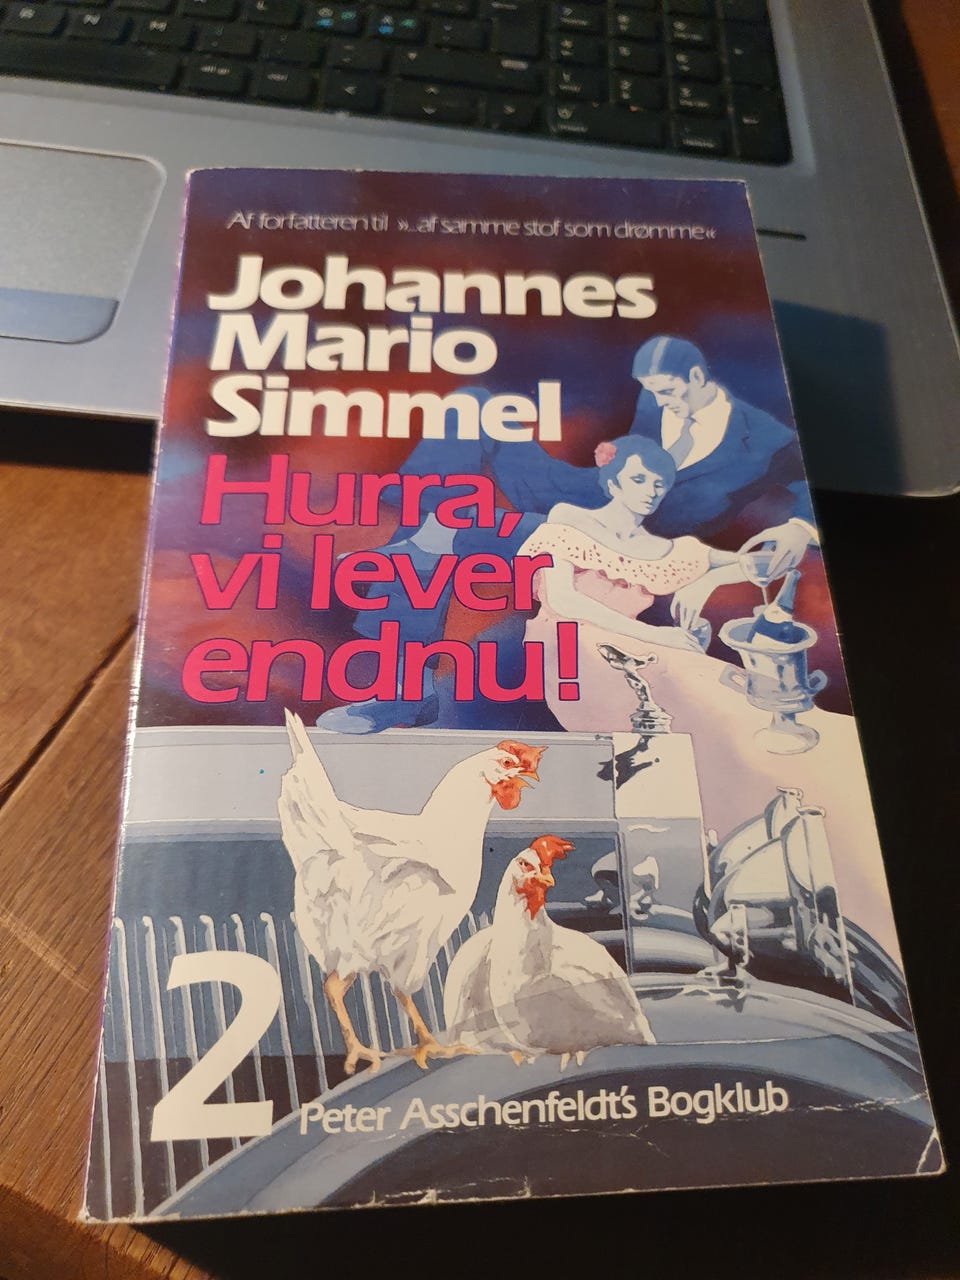 Af forfatteren til »...af samme stof som drømme«
Johannes
Mario
Simmel
Hurra,
vi lever
endnu!
2
Peter Asschenfeldt's Bogklub